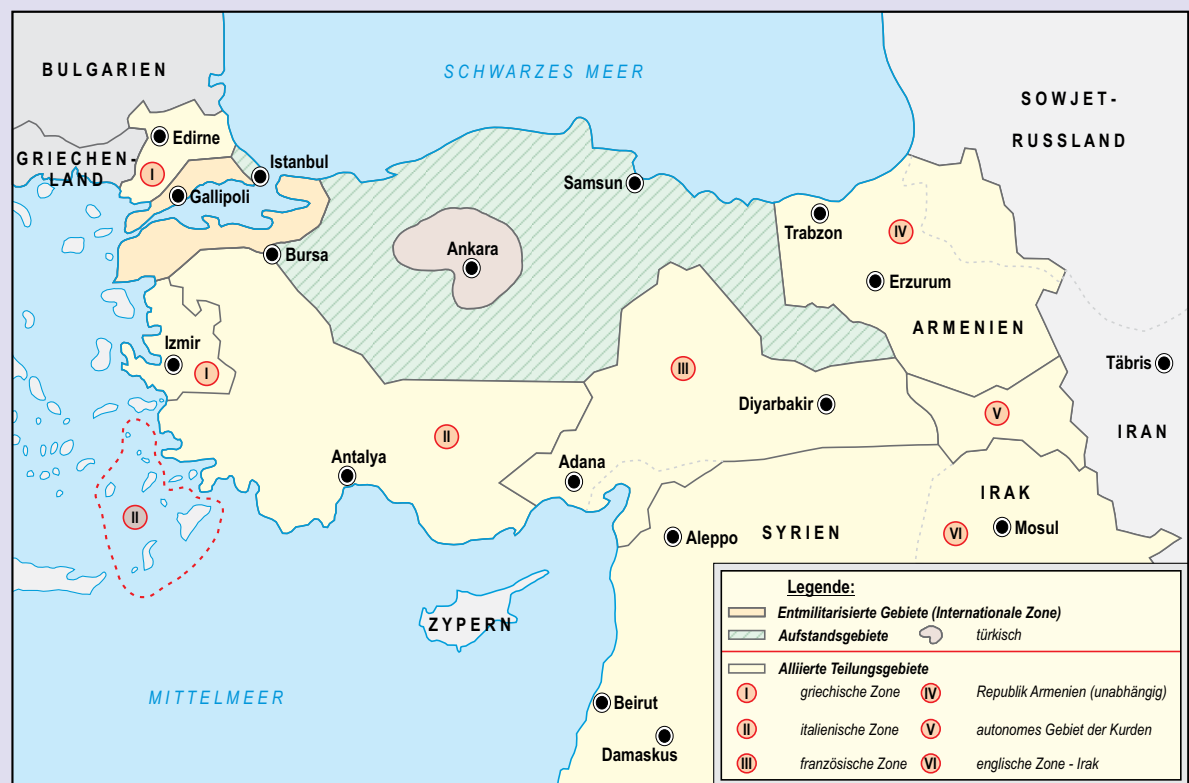 BULGARIEN
SCHWARZES MEER
SOWJET-
RUSSLAND
Edirne
GRIECHEN-
LAND
I
Istanbul
Gallipoli
Samsun
Trabzon
IV
Bursa
Ankara
Erzurum
ARMENIEN
Izmir
I
III
Täbris
Diyarbakir
V
IRAN
II
Antalya
Adana
II
IRAK
Mosul
VI
SYRIEN
Aleppo
ZYPERN
MITTELMEER
Beirut
Damaskus
Legende:
Entmilitarisierte Gebiete (Internationale Zone)
Aufstandsgebiete türkisch
Alliierte Teilungsgebiete
I griechische Zone IV Republik Armenien (unabhängig)
II italienische Zone V autonomes Gebiet der Kurden
III französische Zone VI englische Zone - Irak